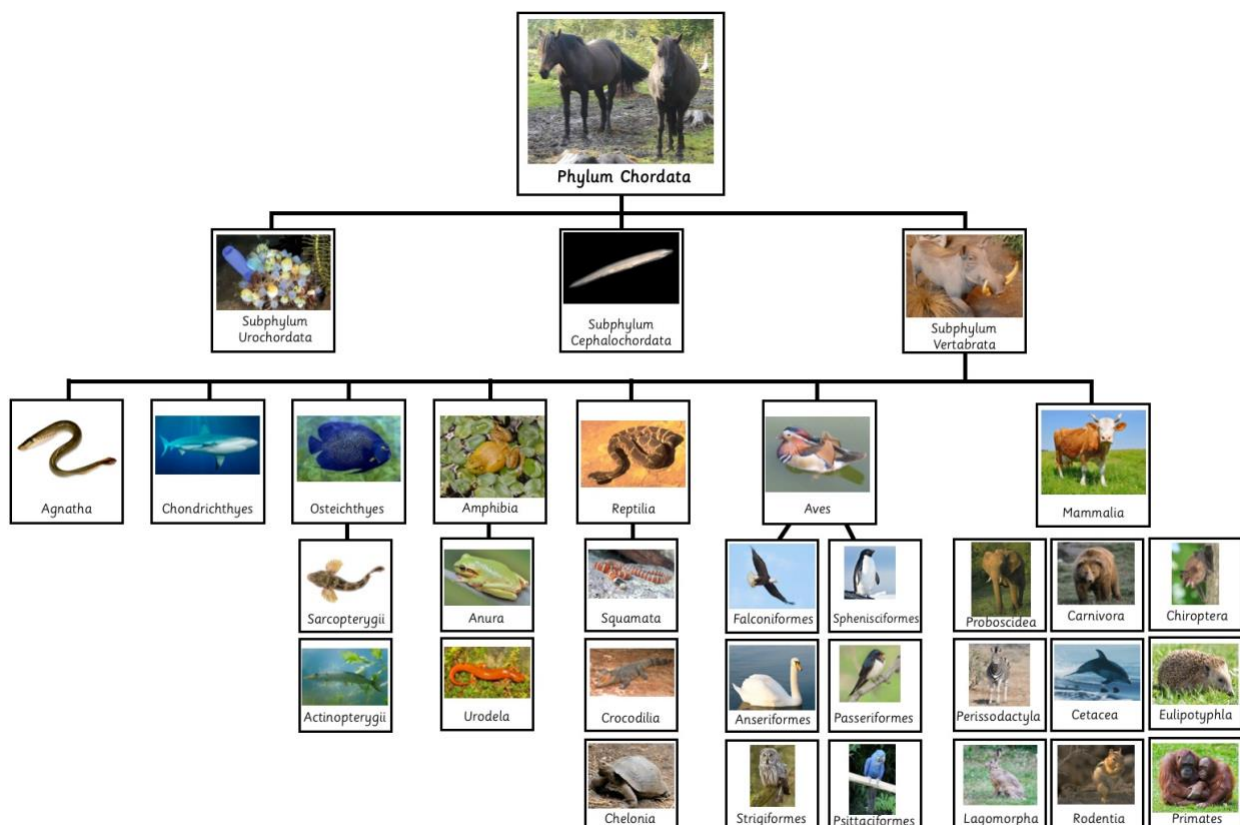 Phylum Chordata
Subphylum
Urochordata
Subphylum
Cephalochordata
Subphylum
Vertabrata
Agnatha
Chondrichthyes
Osteichthyes
Amphibia
Reptilia
Aves
Mammalia
Sarcopterygii
Anura
Squamata
Falconiformes
Sphenisciformes
Proboscidea
Carnivora
Chiroptera
Actinopterygii
Urodela
Crocodilia
Anseriformes
Passeriformes
Perissodactyla
Cetacea
Eulipotyphla
Chelonia
Strigiformes
Psittaciformes
Lagomorpha
Rodentia
Primates